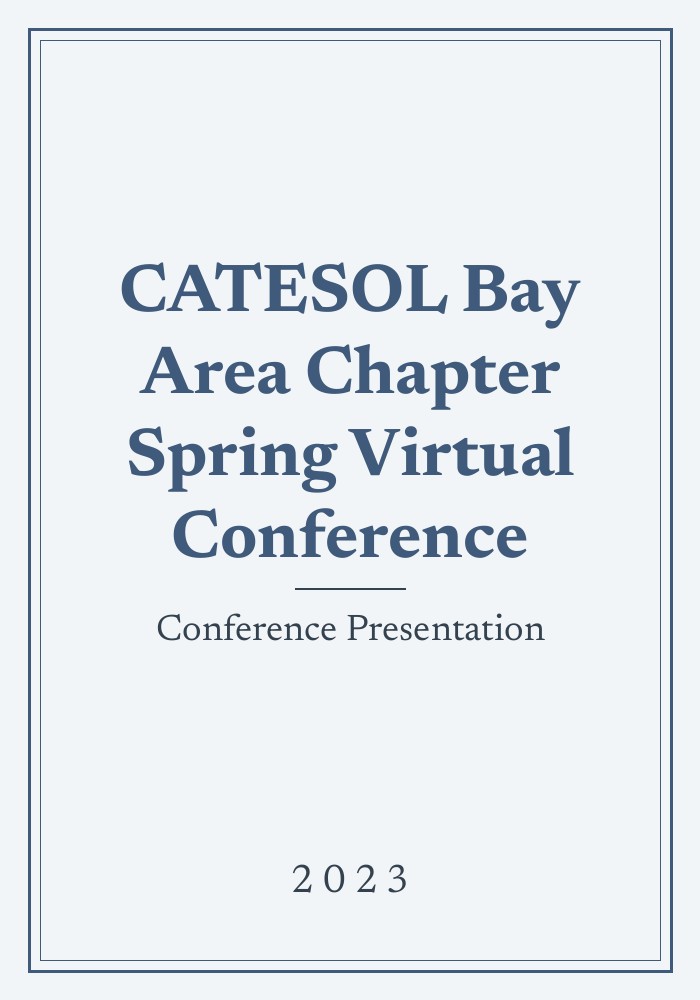 CATESOL Bay
Area Chapter
Spring Virtual
Conference
Conference Presentation
2023